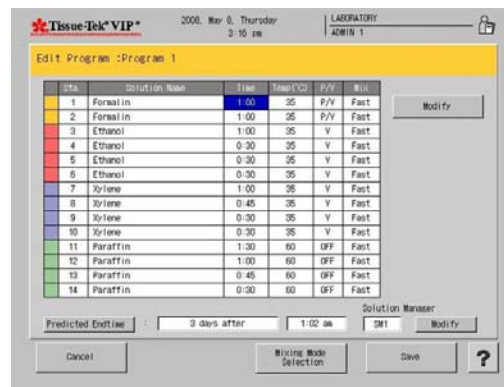 Tissue-Tek® VIP®
2008. May 8. Thursday
3:15 pm
LABORATORY
ADMIN 1
Edit Program :Program 1
Sta. Solution Name Time Temp(℃) P/V Mix
1 Formalin 1:00 35 P/V Fast
2 Formalin 1:00 35 P/V Fast
3 Ethanol 1:00 35 V Fast
4 Ethanol 0:30 35 V Fast
5 Ethanol 0:30 35 V Fast
6 Ethanol 0:30 35 V Fast
7 Xylene 1:00 35 V Fast
8 Xylene 0:45 35 V Fast
9 Xylene 0:30 35 V Fast
10 Xylene 0:30 35 V Fast
11 Paraffin 1:30 60 OFF Fast
12 Paraffin 1:00 60 OFF Fast
13 Paraffin 0:45 60 OFF Fast
14 Paraffin 0:30 60 OFF Fast
Modify
Solution Manager
Predicted Endtime : 3 days after 1:02 am SM1 Modify
Cancel
Mixing Mode
Selection
Save
?